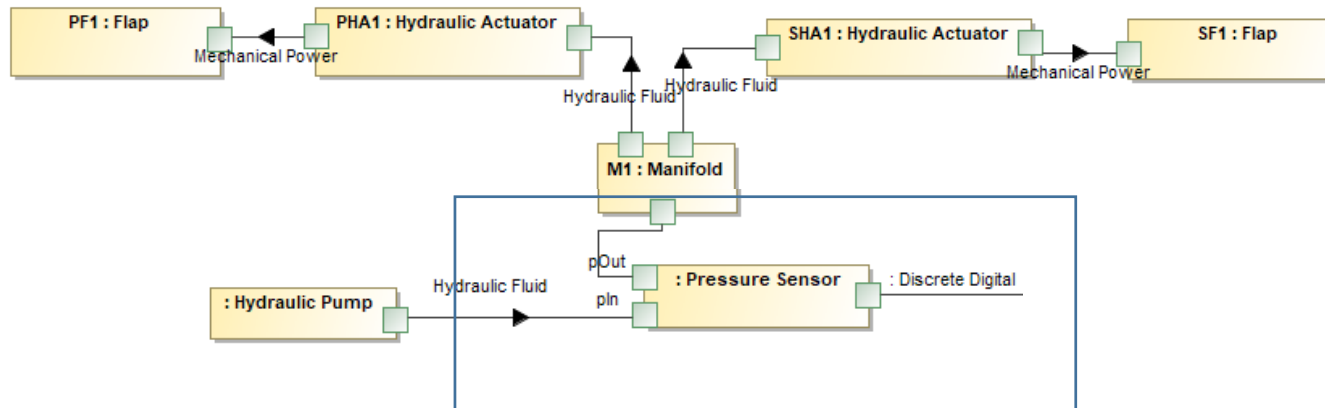 PF1 : Flap
PHA1 : Hydraulic Actuator
SHA1 : Hydraulic Actuator
SF1 : Flap
Mechanical Power
Mechanical Power
Hydraulic Fluid
Hydraulic Fluid
M1 : Manifold
pOut
: Pressure Sensor
: Discrete Digital
Hydraulic Fluid
: Hydraulic Pump
pIn